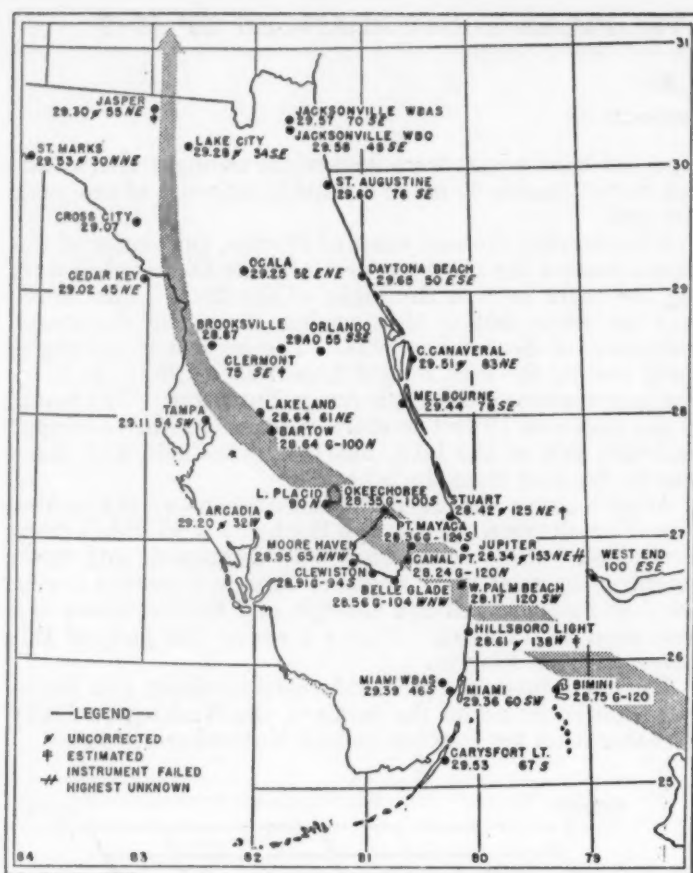 31
JASPER
29.30 55 NE
JACKSONVILLE WBAS
29.57 70 SE
JACKSONVILLE WBO
29.58 48 SE
ST. MARKS
29.33 30 NNE
LAKE CITY
29.28 34 SE
30
ST. AUGUSTINE
29.60 76 SE
CROSS CITY
29.07
OCALA
29.25 52 ENE
DAYTONA BEACH
29.65 50 ESE
29
CEDAR KEY
29.02 45 NE
BROOKSVILLE
28.87
ORLANDO
29.40 55 SSE
CLERMONT
75 SE
C. CANAVERAL
29.51 83 NE
MELBOURNE
29.44 78 SE
28
LAKELAND
28.64 61 NE
TAMPA
29.11 54 SW
BARTOW
28.64 G-100 N
L. PLACID
90 N
OKEECHOBEE
28.35 G-100 S
STUART
28.42 125 NE
ARCADIA
29.20 32 W
PT. MAYACA
28.36 G-124 S
27
JUPITER
28.34 153 NE
MOORE HAVEN
28.95 65 NNW
CANAL PT.
28.24 G-120 N
WEST END
100 ESE
CLEWISTON
28.91 G-94 S
BELLE GLADE
28.56 G-104 WNW
W. PALM BEACH
28.17 120 SW
HILLSBORO LIGHT
28.61 138 W
26
MIAMI WBAS
29.39 46 S
MIAMI
29.36 60 SW
BIMINI
28.75 G-120
CARYSFORT LT.
29.53 67 S
25
LEGEND
UNCORRECTED
ESTIMATED
INSTRUMENT FAILED
HIGHEST UNKNOWN
84 83 82 81 80 79